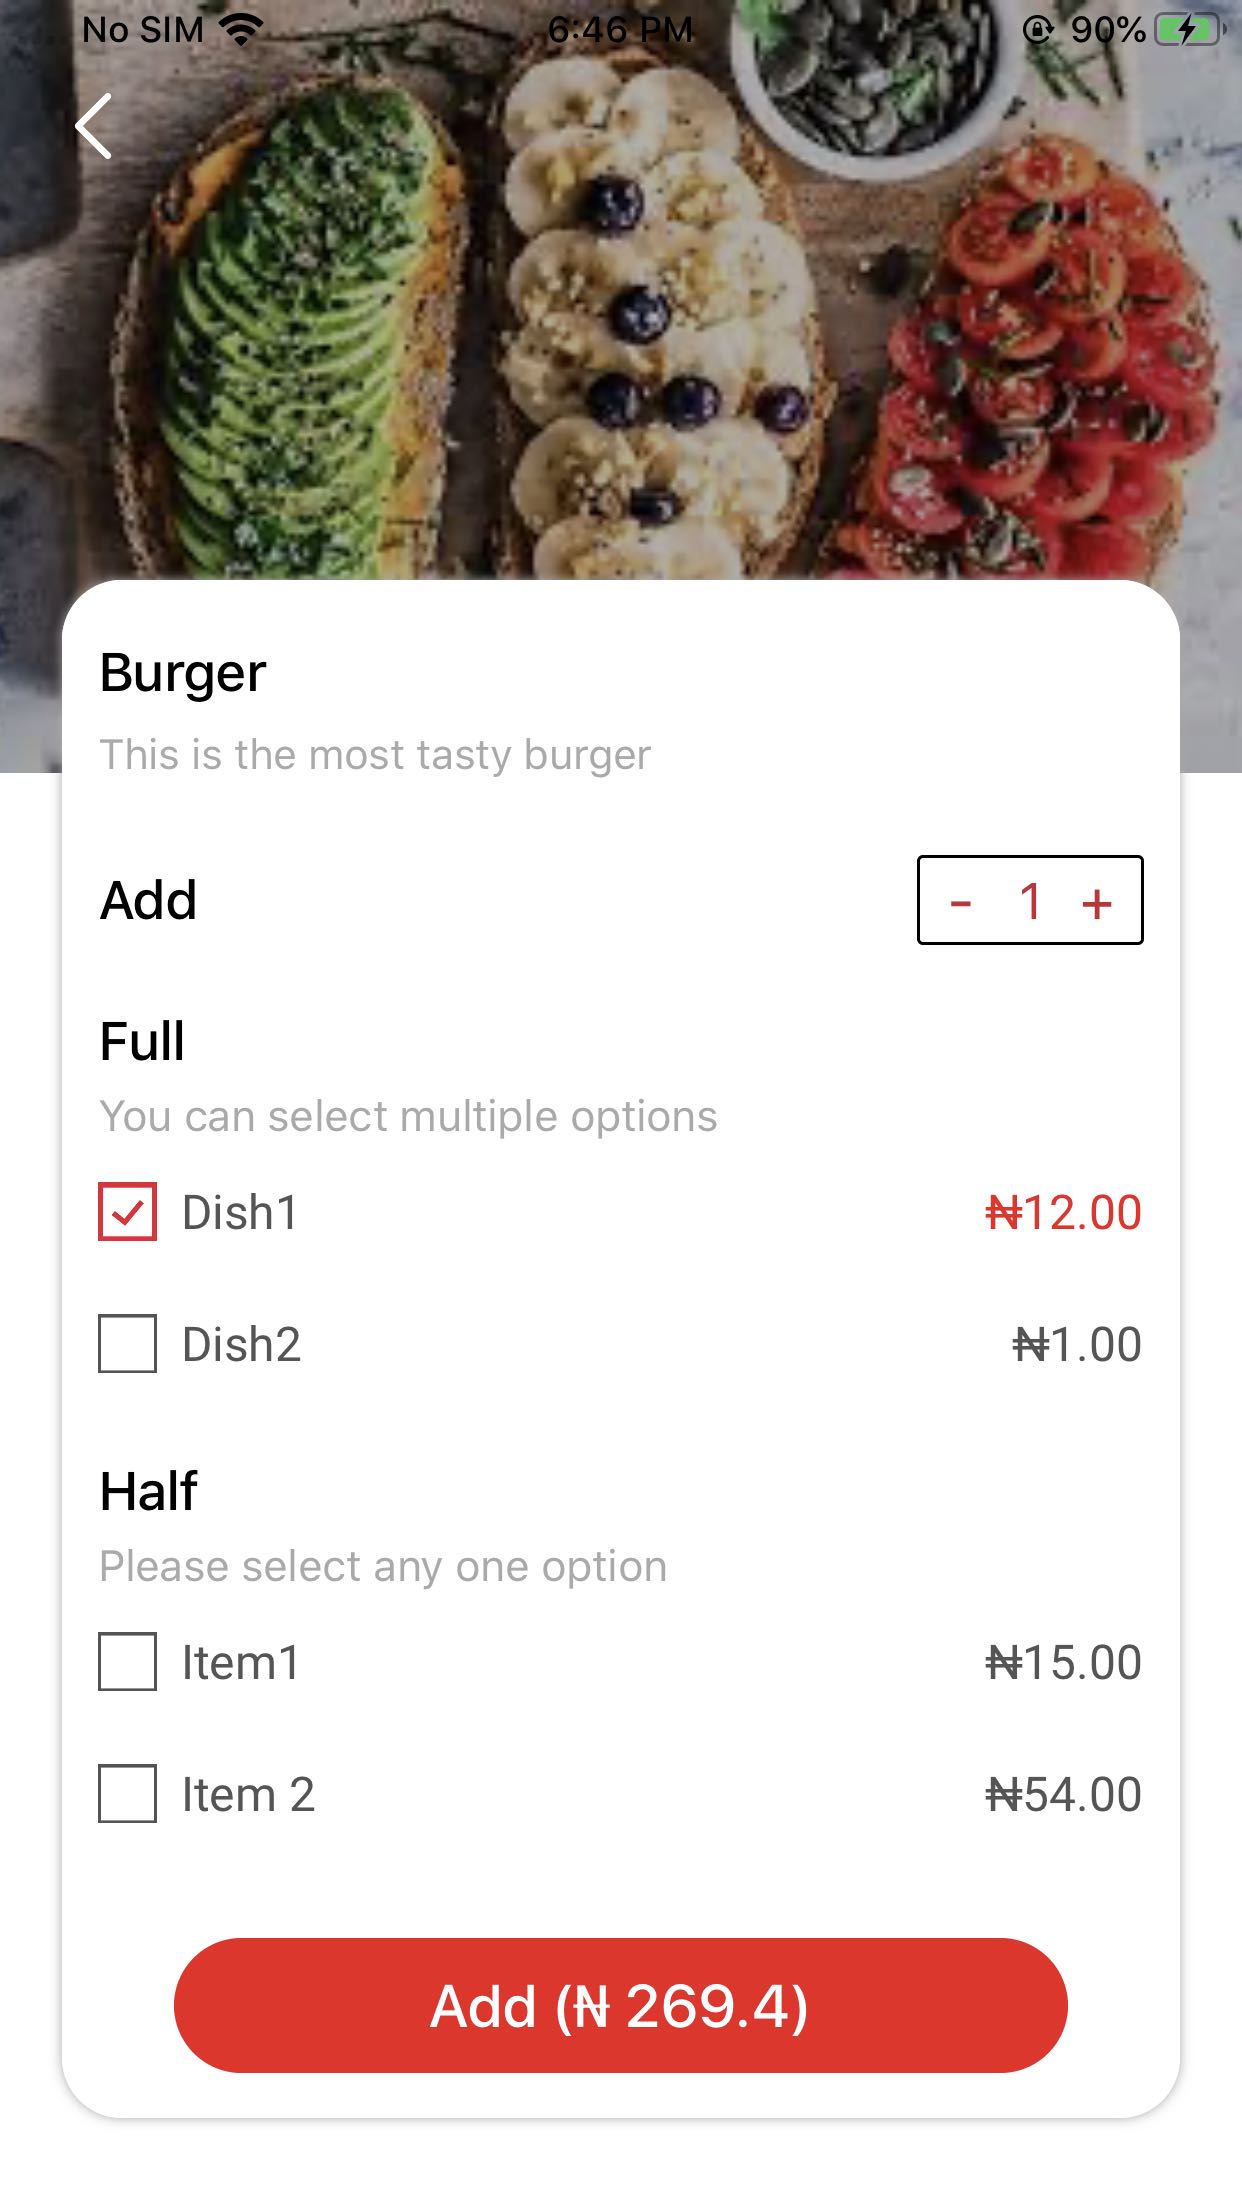 No SIM 6:46 PM 90%
Burger
This is the most tasty burger
Add - 1 +
Full
You can select multiple options
Dish1 ₦12.00
Dish2 ₦1.00
Half
Please select any one option
Item1 ₦15.00
Item 2 ₦54.00
Add (₦ 269.4)